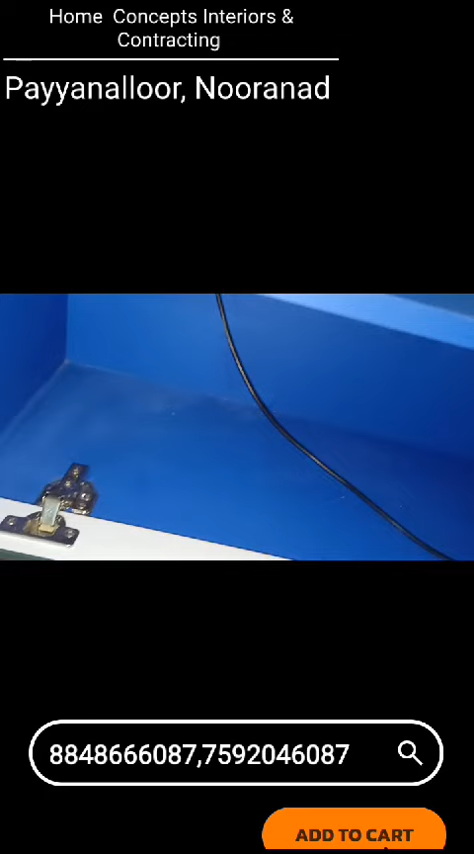 Home Concepts Interiors &
Contracting
Payyanalloor, Nooranad
8848666087,7592046087
ADD TO CART